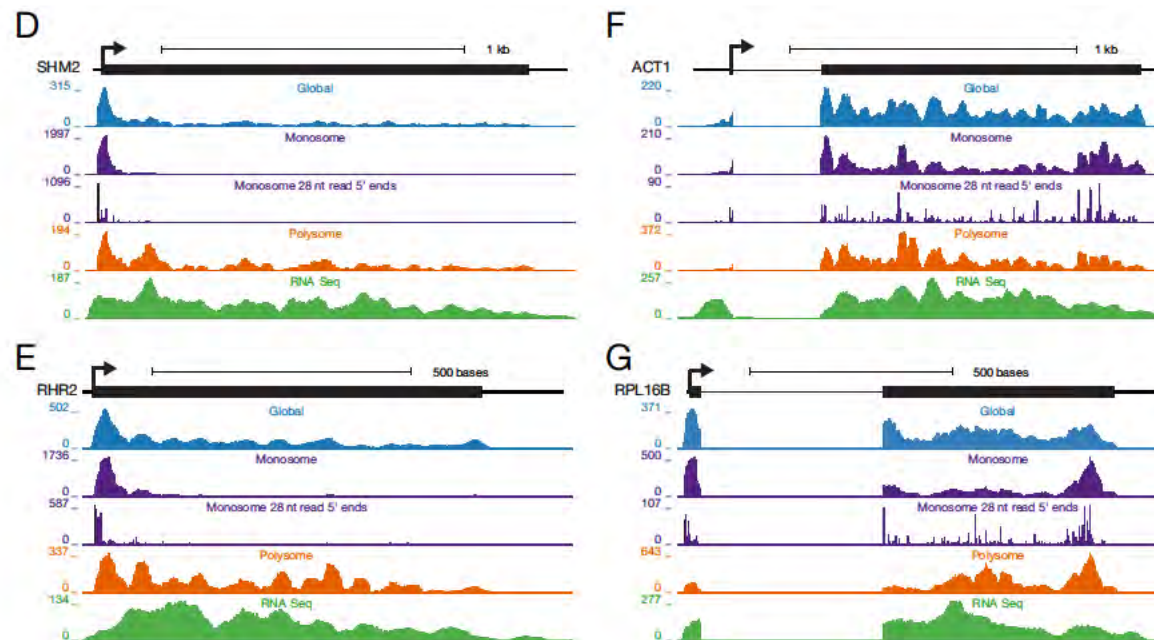 D
1 kb
SHM2
315
Global
0
1997
Monosome
0
1096
Monosome 28 nt read 5' ends
0
194
Polysome
0
187
RNA Seq
0
E
500 bases
RHR2
502
Global
0
1736
Monosome
0
587
Monosome 28 nt read 5' ends
0
337
Polysome
0
134
RNA Seq
0
F
1 kb
ACT1
220
Global
0
210
Monosome
0
90
Monosome 28 nt read 5' ends
0
372
Polysome
0
257
RNA Seq
0
G
500 bases
RPL16B
371
Global
0
500
Monosome
0
107
Monosome 28 nt read 5' ends
0
643
Polysome
0
277
RNA Seq
0